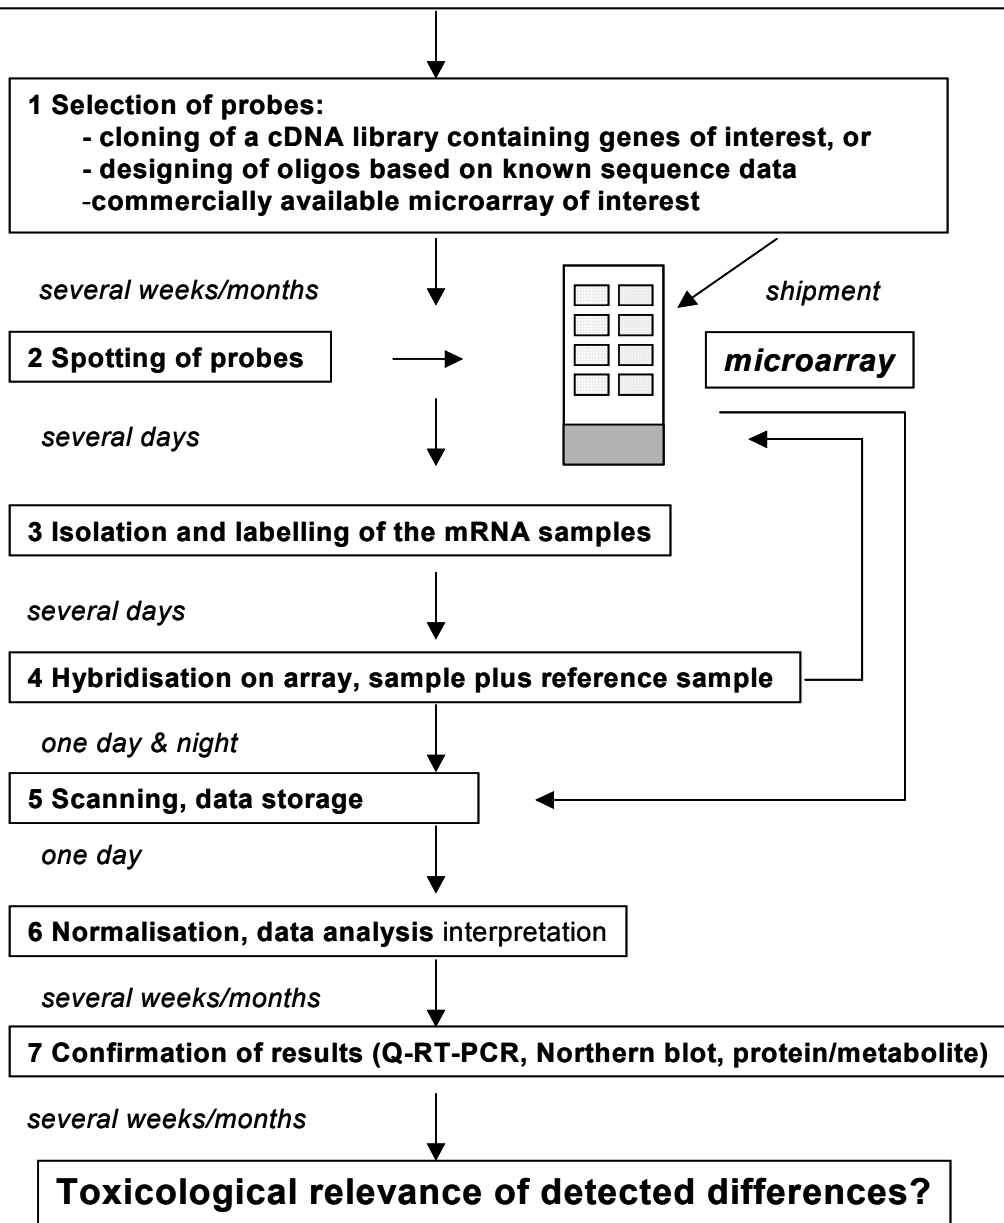 1 Selection of probes:
- cloning of a cDNA library containing genes of interest, or
- designing of oligos based on known sequence data
-commercially available microarray of interest
several weeks/months
shipment
2 Spotting of probes
microarray
several days
3 Isolation and labelling of the mRNA samples
several days
4 Hybridisation on array, sample plus reference sample
one day & night
5 Scanning, data storage
one day
6 Normalisation, data analysis interpretation
several weeks/months
7 Confirmation of results (Q-RT-PCR, Northern blot, protein/metabolite)
several weeks/months
Toxicological relevance of detected differences?